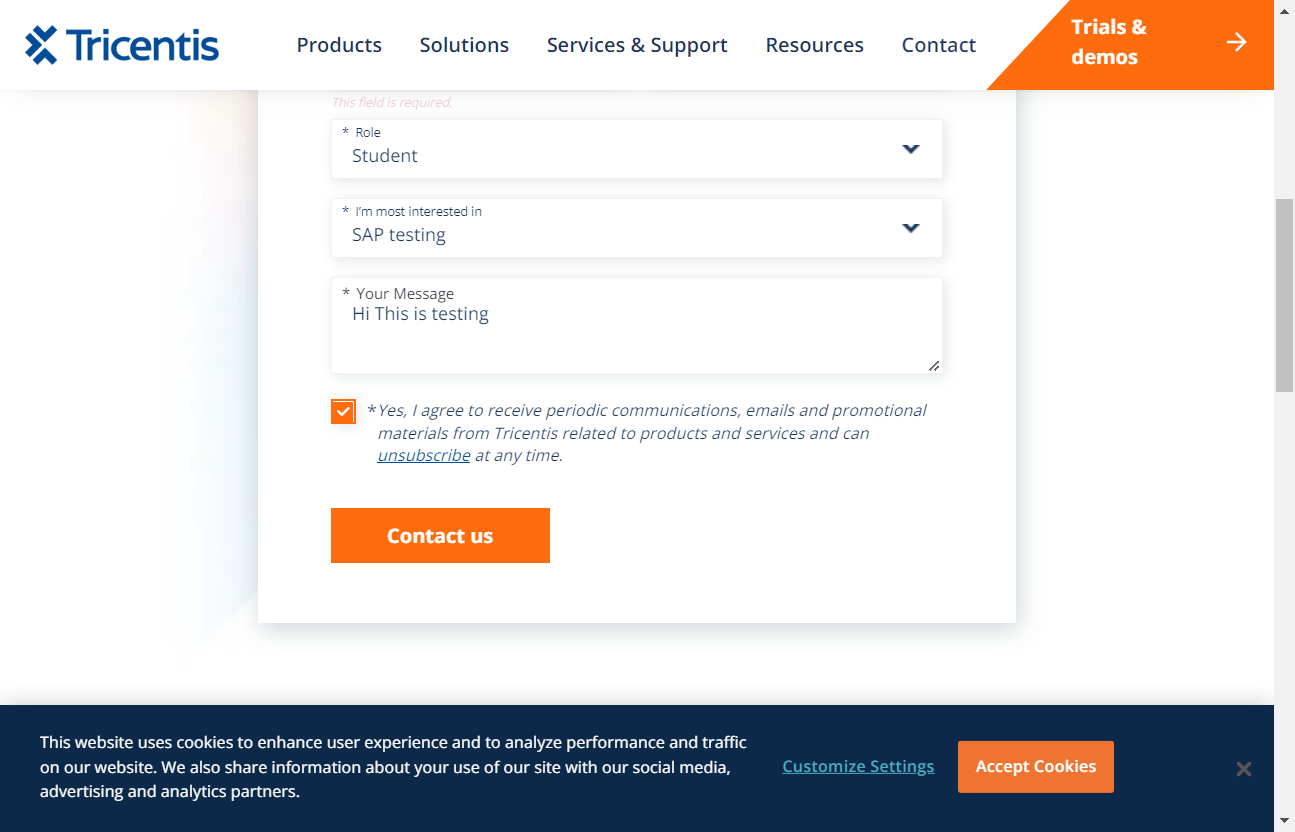 Tricentis
Products Solutions Services & Support Resources Contact
Trials &
demos
This field is required.
* Role
Student
* I'm most interested in
SAP testing
* Your Message
Hi This is testing
*Yes, I agree to receive periodic communications, emails and promotional
materials from Tricentis related to products and services and can
unsubscribe at any time.
Contact us
This website uses cookies to enhance user experience and to analyze performance and traffic
on our website. We also share information about your use of our site with our social media,
advertising and analytics partners.
Customize Settings
Accept Cookies